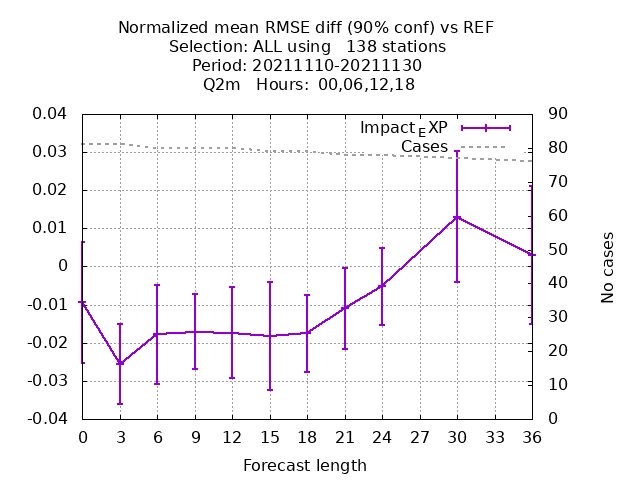 Normalized mean RMSE diff (90% conf) vs REF
Selection: ALL using   138 stations
Period: 20211110-20211130
Q2m   Hours:  00,06,12,18
0.04
0.03
0.02
0.01
0
-0.01
-0.02
-0.03
-0.04
Impact_EXP
Cases
90
80
70
60
50
40
30
20
10
0
No cases
0 3 6 9 12 15 18 21 24 27 30 33 36
Forecast length